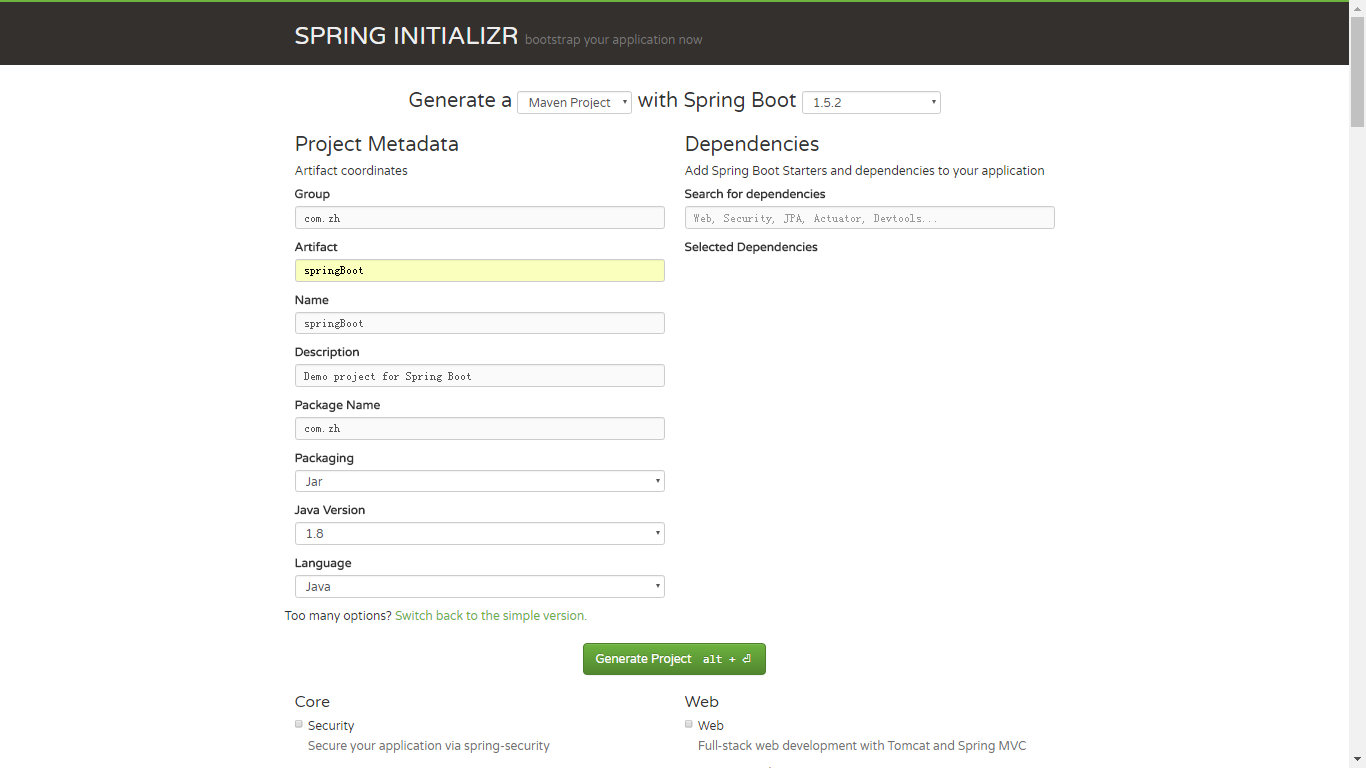 SPRING INITIALIZR bootstrap your application now
Generate a Maven Project with Spring Boot 1.5.2
Project Metadata
Artifact coordinates
Group
com.zh
Artifact
springBoot
Name
springBoot
Description
Demo project for Spring Boot
Package Name
com.zh
Packaging
Jar
Java Version
1.8
Language
Java
Too many options? Switch back to the simple version.
Dependencies
Add Spring Boot Starters and dependencies to your application
Search for dependencies
Web, Security, JPA, Actuator, Devtools...
Selected Dependencies
Generate Project alt + ⏎
Core
Security
Secure your application via spring-security
Web
Web
Full-stack web development with Tomcat and Spring MVC